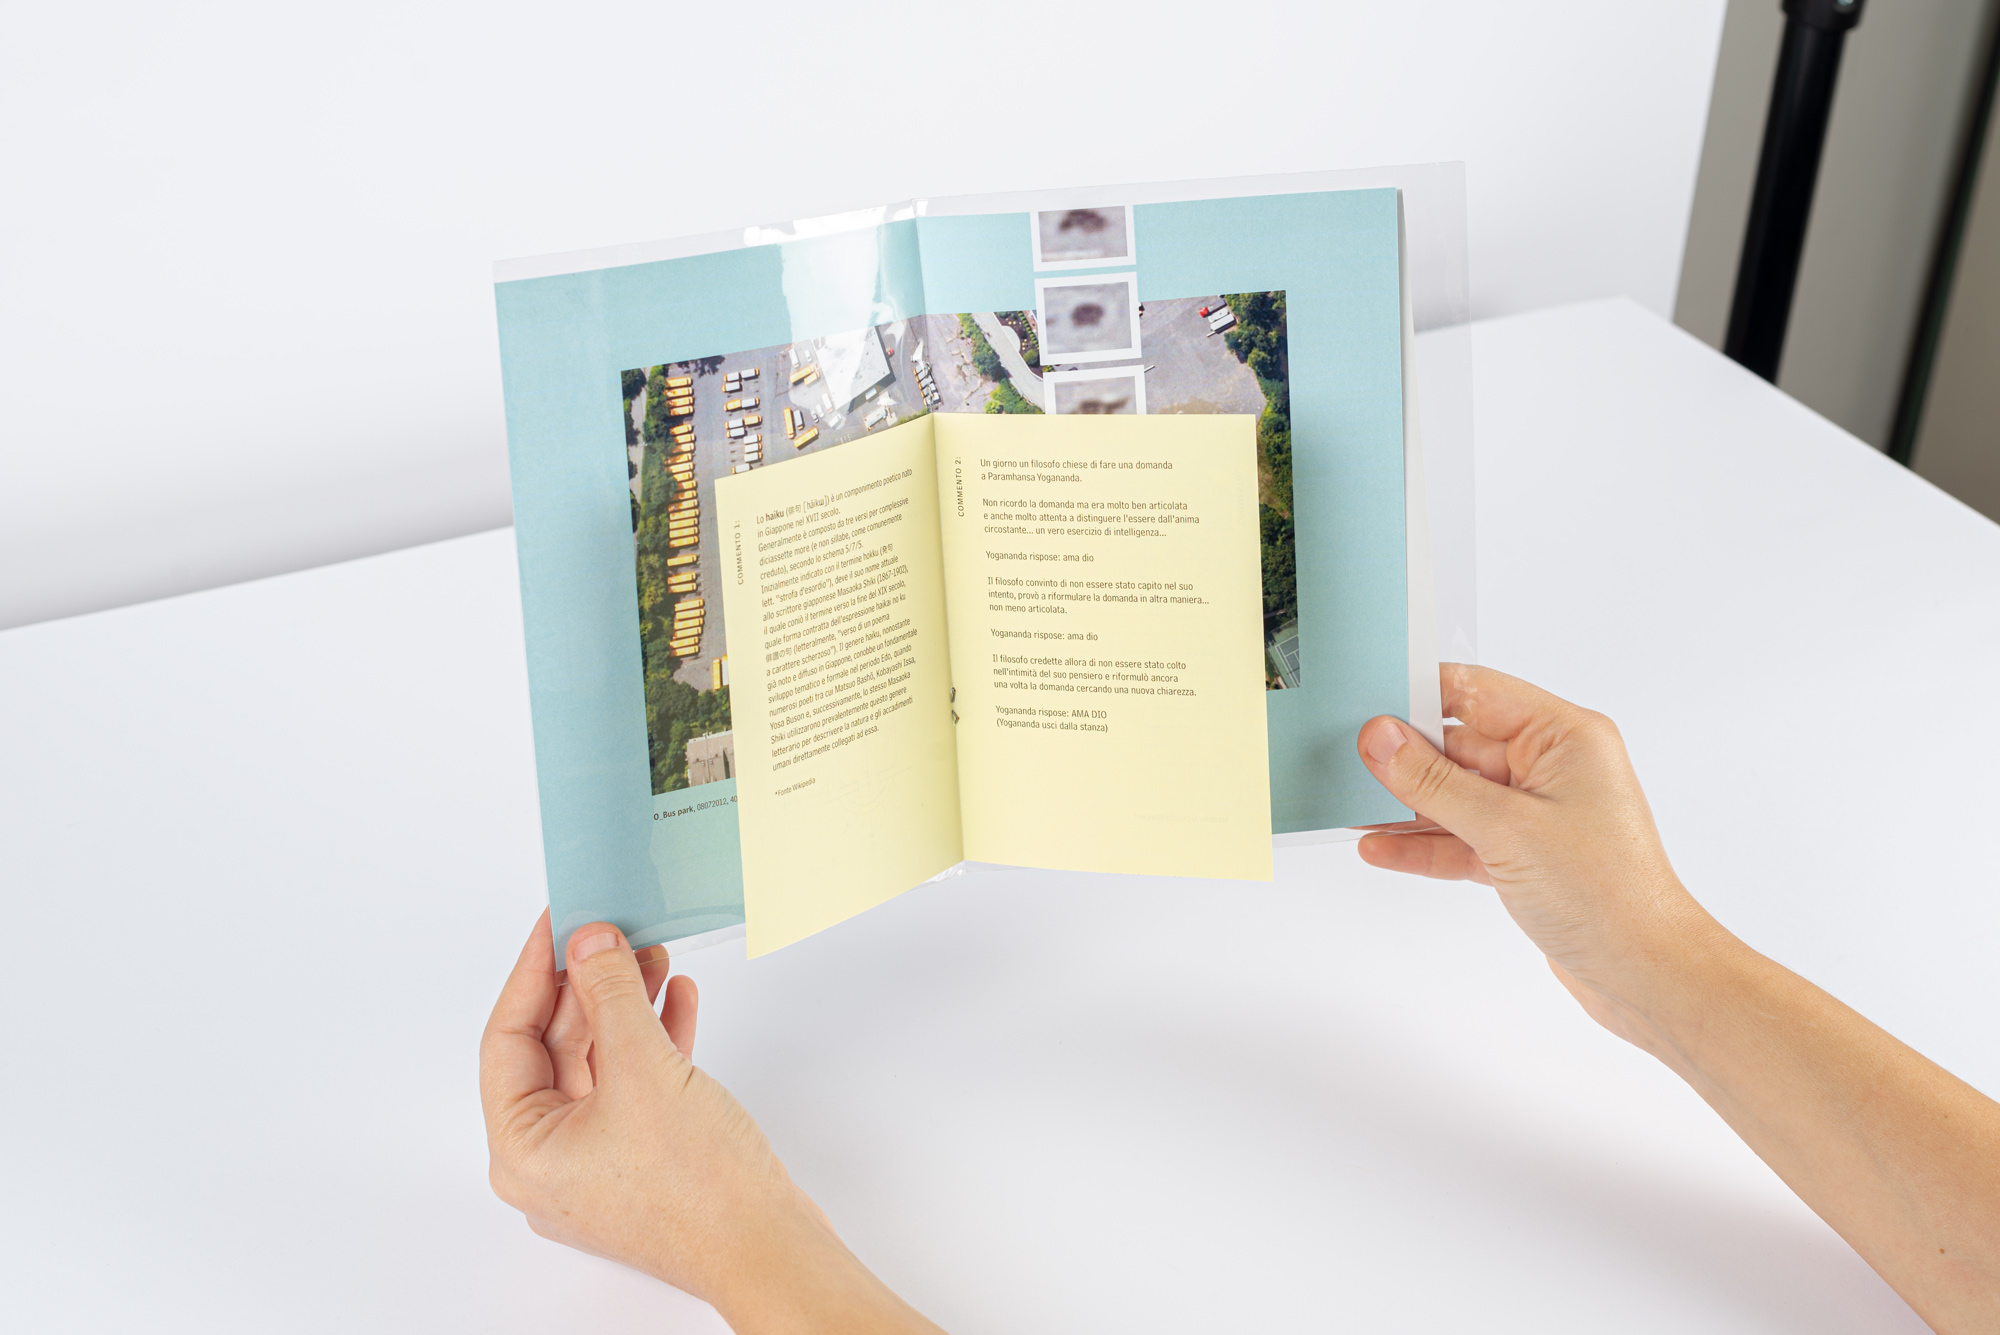 COMMENTO 1:
Lo haiku (俳句 [häikɯ]) è un componimento poetico nato
in Giappone nel XVII secolo.
Generalmente è composto da tre versi per complessive
diciassette more (e non sillabe, come comunemente
creduto), secondo lo schema 5/7/5.
Inizialmente indicato con il termine hokku (発句
lett. "strofa d'esordio"), deve il suo nome attuale
allo scrittore giapponese Masaoka Shiki (1867-1902),
il quale coniò il termine verso la fine del XIX secolo,
quale forma contratta dell'espressione haikai no ku
俳諧の句 (letteralmente, "verso di un poema
a carattere scherzoso"). Il genere haiku, nonostante
già noto e diffuso in Giappone, conobbe un fondamentale
sviluppo tematico e formale nel periodo Edo, quando
numerosi poeti tra cui Matsuo Bashō, Kobayashi Issa,
Yosa Buson e, successivamente, lo stesso Masaoka
Shiki utilizzarono prevalentemente questo genere
letterario per descrivere la natura e gli accadimenti
umani direttamente collegati ad essa.
*Fonte Wikipedia
COMMENTO 2:
Un giorno un filosofo chiese di fare una domanda
a Paramhansa Yogananda.
Non ricordo la domanda ma era molto ben articolata
e anche molto attenta a distinguere l'essere dall'anima
circostante... un vero esercizio di intelligenza...
Yogananda rispose: ama dio
Il filosofo convinto di non essere stato capito nel suo
intento, provò a riformulare la domanda in altra maniera...
non meno articolata.
Yogananda rispose: ama dio
Il filosofo credette allora di non essere stato colto
nell'intimità del suo pensiero e riformulò ancora
una volta la domanda cercando una nuova chiarezza.
Yogananda rispose: AMA DIO
(Yogananda uscì dalla stanza)
O_Bus park, 08072012, 40